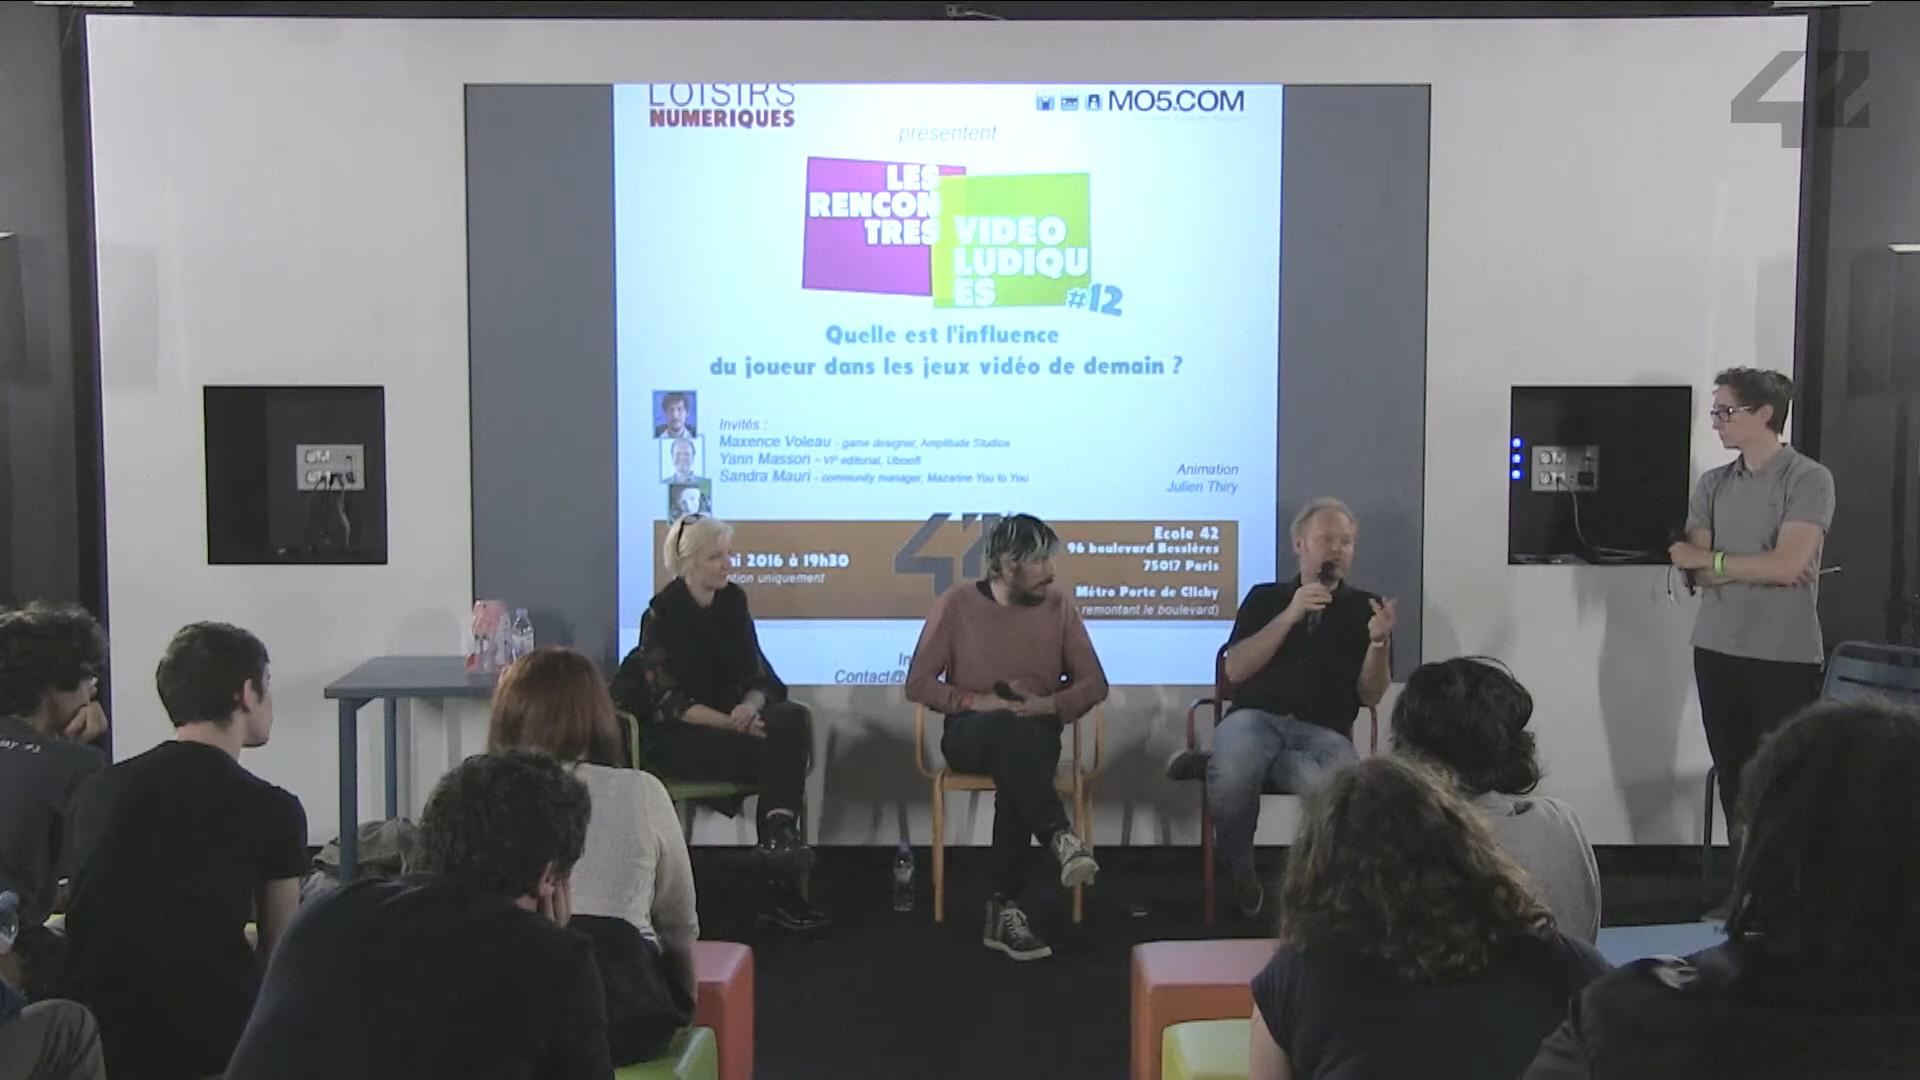 LOISIRS
NUMERIQUES
MO5.COM
présentent
LES
RENCON
TRES
VIDEO
LUDIQU
ES
#12
Quelle est l'influence
du joueur dans les jeux vidéo de demain ?
Invités :
Maxence Voleau - game designer, Amplitude Studios
Yann Masson - VP editorial, Ubisoft
Sandra Mauri - community manager, Mazarine You to You
Animation
Julien Thiry
2016 à 19h30
uniquement
42
Ecole 42
96 boulevard Bessières
75017 Paris
Métro Porte de Clichy
remontant le boulevard)
Contact@
42